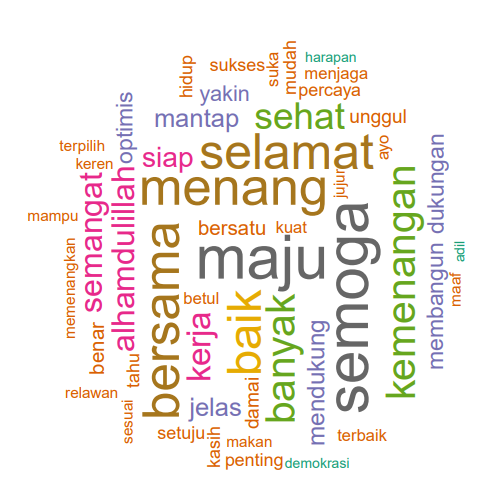 harapan
sukses
suka
mudah
hidup
menjaga
yakin
percaya
optimis
mantap
sehat
unggul
terpilih
siap
selamat
ayo
keren
alhamdulillah
semangat
menang
jujur
kemenangan
dukungan
mampu
bersatu
kuat
semoga
adil
memenangkan
bersama
maju
membangun
maaf
betul
baik
banyak
kerja
mendukung
benar
tahu
relawan
jelas
damai
sesuai
setuju
kasih
makan
terbaik
penting
demokrasi